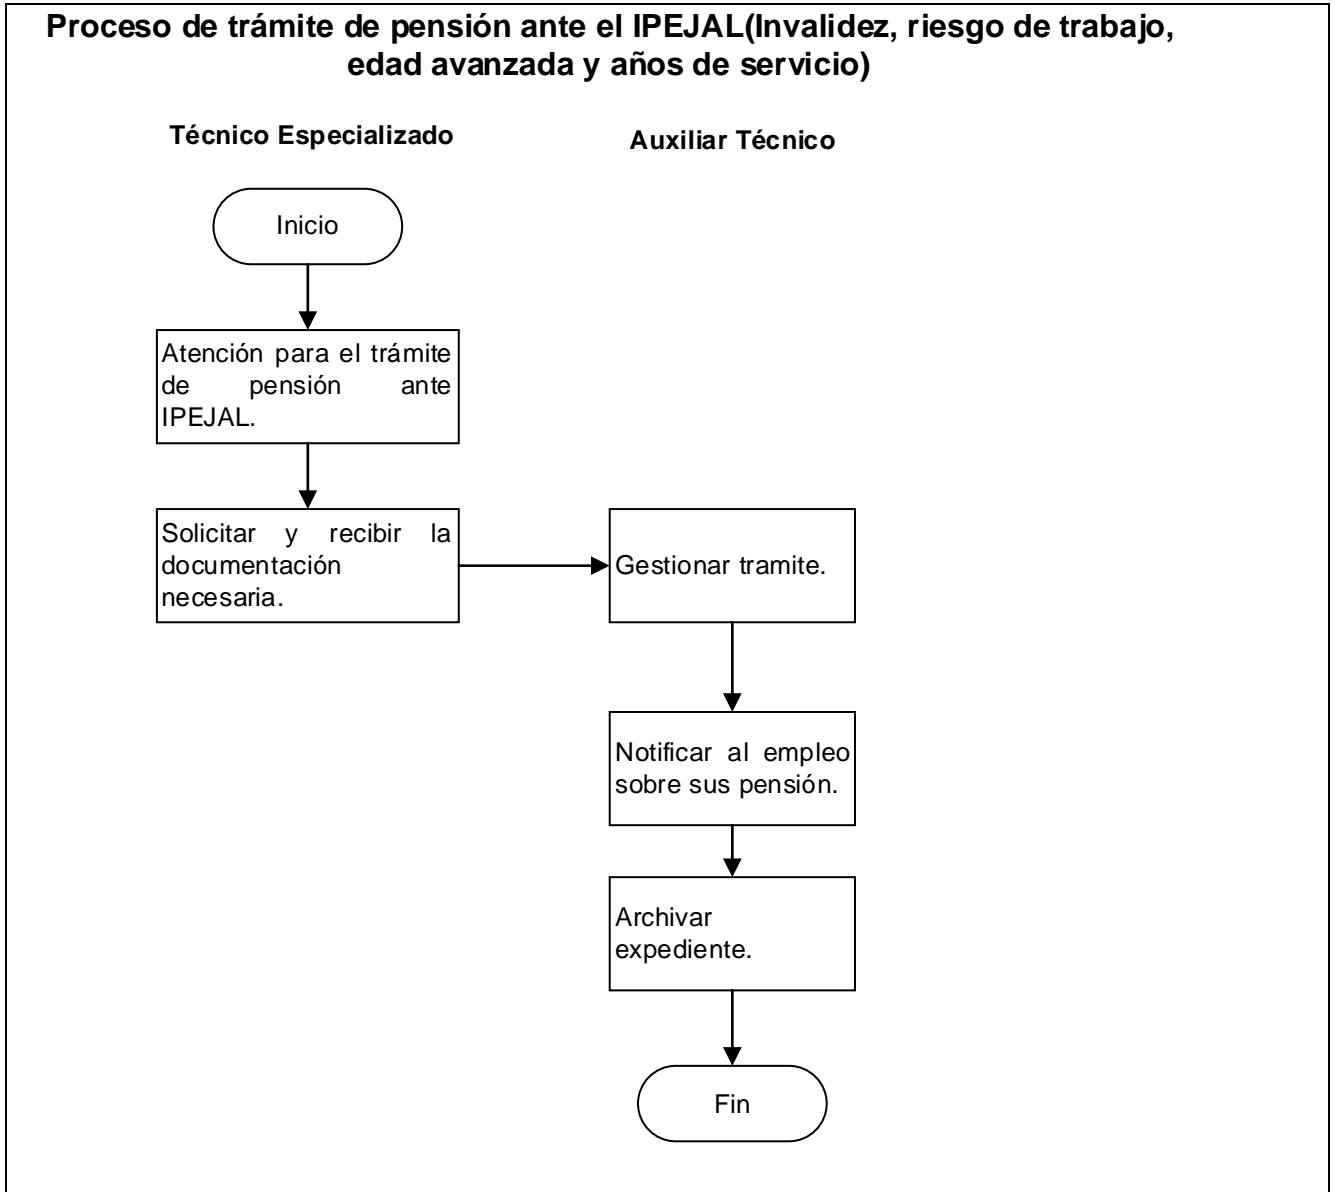 Proceso de trámite de pensión ante el IPEJAL(Invalidez, riesgo de trabajo,
edad avanzada y años de servicio)
Técnico Especializado
Auxiliar Técnico
Inicio
Atención para el trámite
de pensión ante
IPEJAL.
Solicitar y recibir la
documentación
necesaria.
Gestionar tramite.
Notificar al empleo
sobre sus pensión.
Archivar
expediente.
Fin